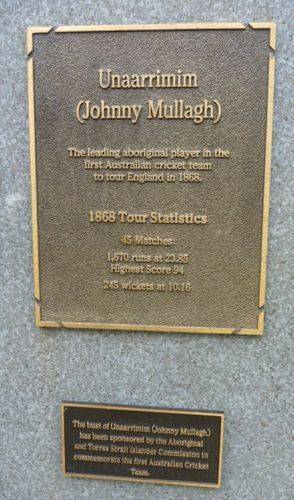 Unaarrimim
(Johnny Mullagh)
The leading aboriginal player in the
first Australian cricket team
to tour England in 1868.
1868 Tour Statistics
45 Matches
1,670 runs at 23.85
Highest Score 94
245 wickets at 10.16
The bust of Unaarrimim (Johnny Mullagh)
has been sponsored by the Aboriginal
and Torres Strait Islander Commission to
commemorate the first Australian Cricket
Team.